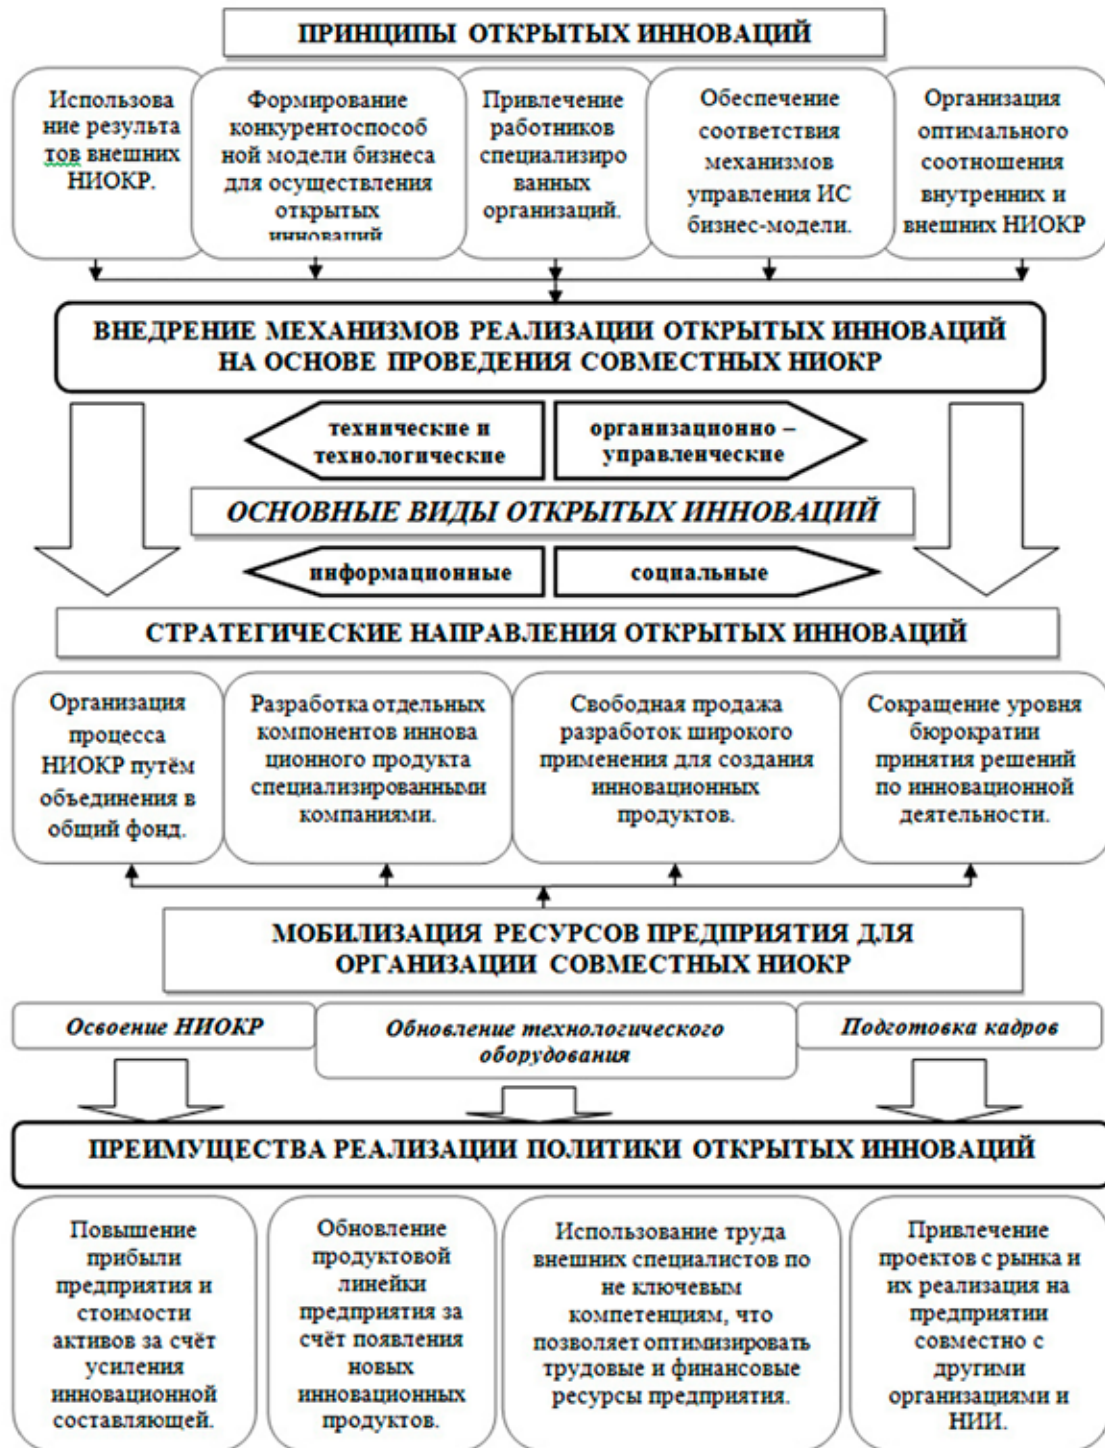 ПРИНЦИПЫ ОТКРЫТЫХ ИННОВАЦИЙ
Использова
ние результа
тов внешних
НИОКР.
Формирование
конкурентоспособ
ной модели бизнеса
для осуществления
открытых
инноваций
Привлечение
работников
специализиро
ванных
организаций.
Обеспечение
соответствия
механизмов
управления ИС
бизнес-модели.
Организация
оптимального
соотношения
внутренних и
внешних НИОКР
ВНЕДРЕНИЕ МЕХАНИЗМОВ РЕАЛИЗАЦИИ ОТКРЫТЫХ ИННОВАЦИЙ
НА ОСНОВЕ ПРОВЕДЕНИЯ СОВМЕСТНЫХ НИОКР
технические и
технологические
организационно –
управленческие
ОСНОВНЫЕ ВИДЫ ОТКРЫТЫХ ИННОВАЦИЙ
информационные
социальные
СТРАТЕГИЧЕСКИЕ НАПРАВЛЕНИЯ ОТКРЫТЫХ ИННОВАЦИЙ
Организация
процесса
НИОКР путём
объединения в
общий фонд.
Разработка отдельных
компонентов иннова
ционного продукта
специализированными
компаниями.
Свободная продажа
разработок широкого
применения для создания
инновационных
продуктов.
Сокращение уровня
бюрократии
принятия решений
по инновационной
деятельности.
МОБИЛИЗАЦИЯ РЕСУРСОВ ПРЕДПРИЯТИЯ ДЛЯ
ОРГАНИЗАЦИИ СОВМЕСТНЫХ НИОКР
Освоение НИОКР
Обновление технологического
оборудования
Подготовка кадров
ПРЕИМУЩЕСТВА РЕАЛИЗАЦИИ ПОЛИТИКИ ОТКРЫТЫХ ИННОВАЦИЙ
Повышение
прибыли
предприятия и
стоимости
активов за счёт
усиления
инновационной
составляющей.
Обновление
продуктовой
линейки
предприятия за
счёт появления
новых
инновационных
продуктов.
Использование труда
внешних специалистов по
не ключевым
компетенциям, что
позволяет оптимизировать
трудовые и финансовые
ресурсы предприятия.
Привлечение
проектов с рынка и
их реализация на
предприятии
совместно с
другими
организациями и
НИИ.